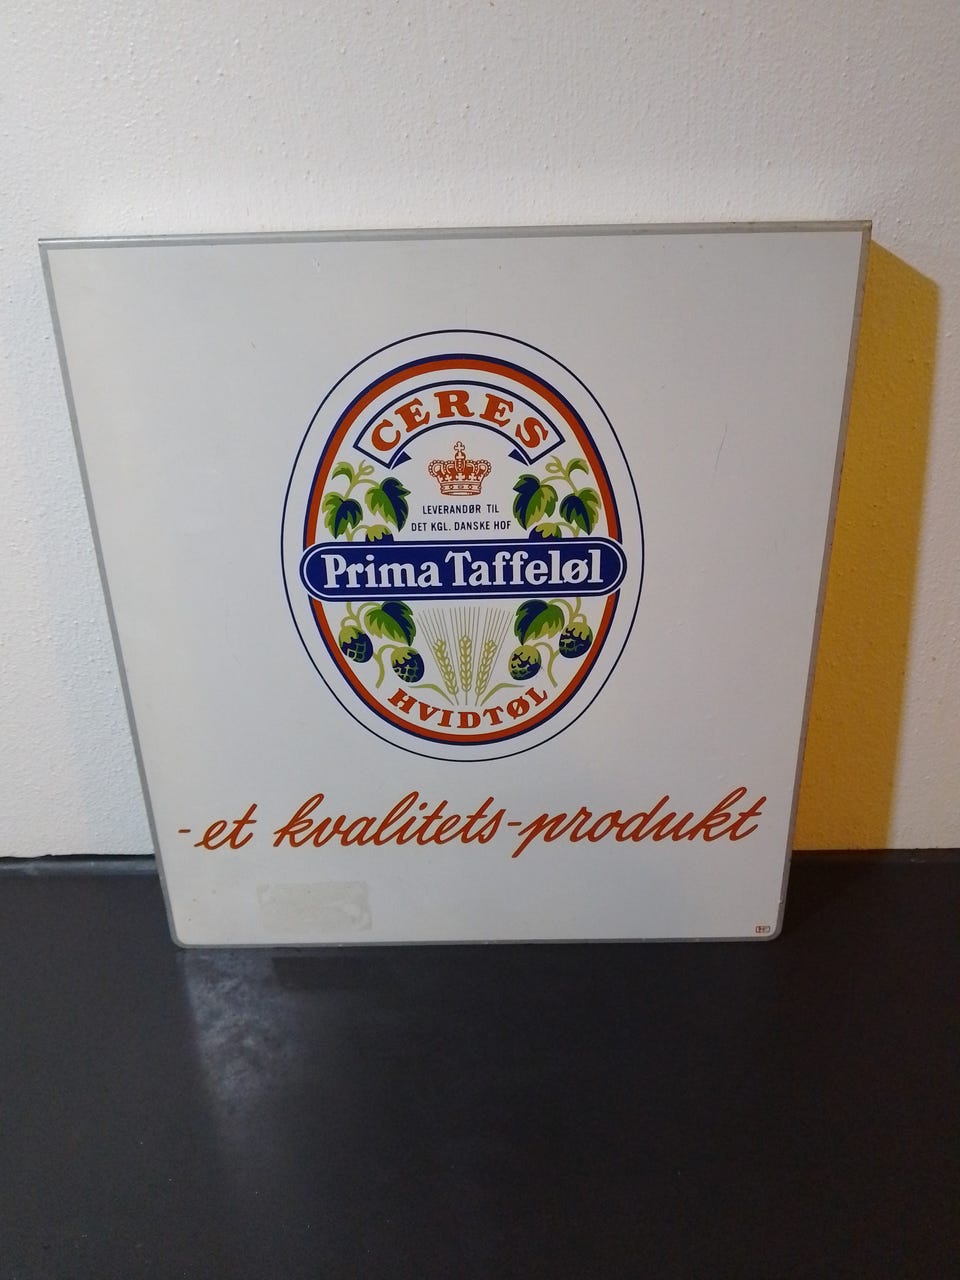 CERES
LEVERANDØR TIL
DET KGL. DANSKE HOF
Prima Taffeløl
HVIDTØL
-et kvalitets-produkt